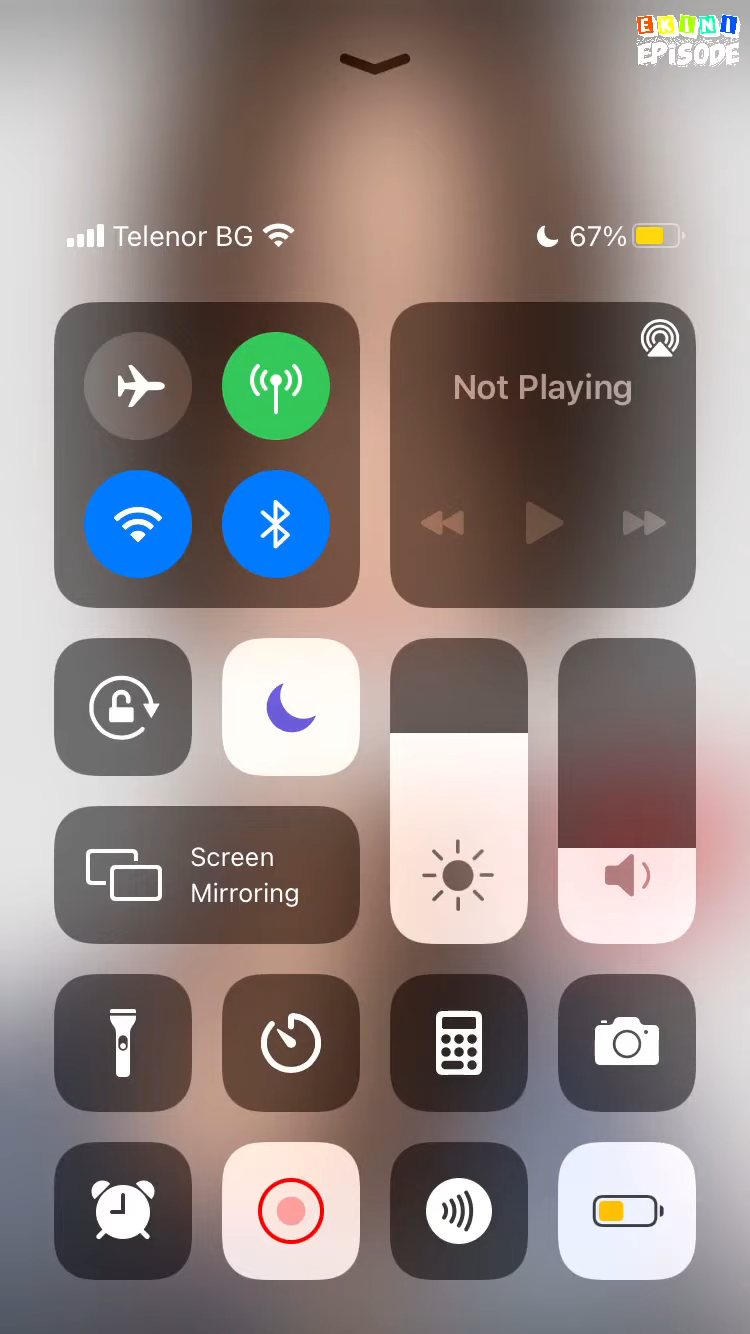 EKINI
EPISODE
Telenor BG
67%
Not Playing
Screen
Mirroring